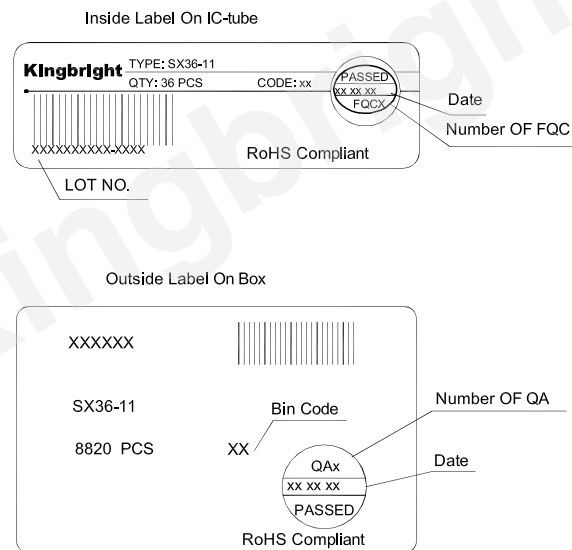 Inside Label On IC-tube
KIngbrIght
TYPE: SX36-11
QTY: 36 PCS CODE: xx
PASSED
xx xx xx
FQCX
Date
Number OF FQC
XXXXXXXXXX-XXXX
RoHS Compliant
LOT NO.
Outside Label On Box
XXXXXX
SX36-11
Bin Code
Number OF QA
8820 PCS XX
QAx
Date
xx xx xx
PASSED
RoHS Compliant
Kingbright